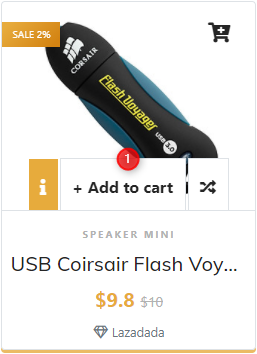 SALE 2%
CORSAIR
Flash Voyager
USB 3.0
1
i
+ Add to cart
SPEAKER MINI
USB Coirsair Flash Voy...
$9.8 $10
Lazadada